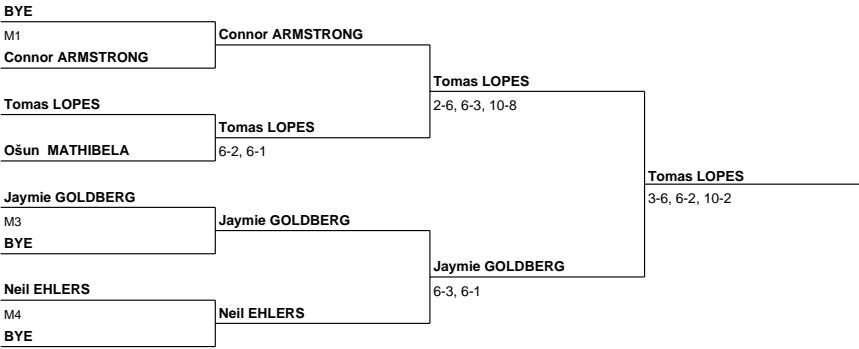 BYE
M1
Connor ARMSTRONG
Connor ARMSTRONG
Tomas LOPES
2-6, 6-3, 10-8
Tomas LOPES
Tomas LOPES
6-2, 6-1
Ošun MATHIBELA
Tomas LOPES
3-6, 6-2, 10-2
Jaymie GOLDBERG
M3
BYE
Jaymie GOLDBERG
Jaymie GOLDBERG
6-3, 6-1
Neil EHLERS
M4
BYE
Neil EHLERS